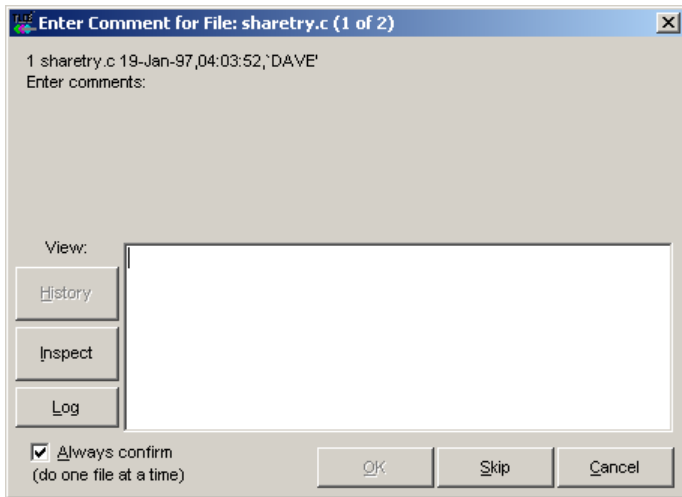 Enter Comment for File: sharetry.c (1 of 2)
1 sharetry.c 19-Jan-97,04:03:52,`DAVE'
Enter comments:
View:
History
Inspect
Log
Always confirm
(do one file at a time)
OK
Skip
Cancel